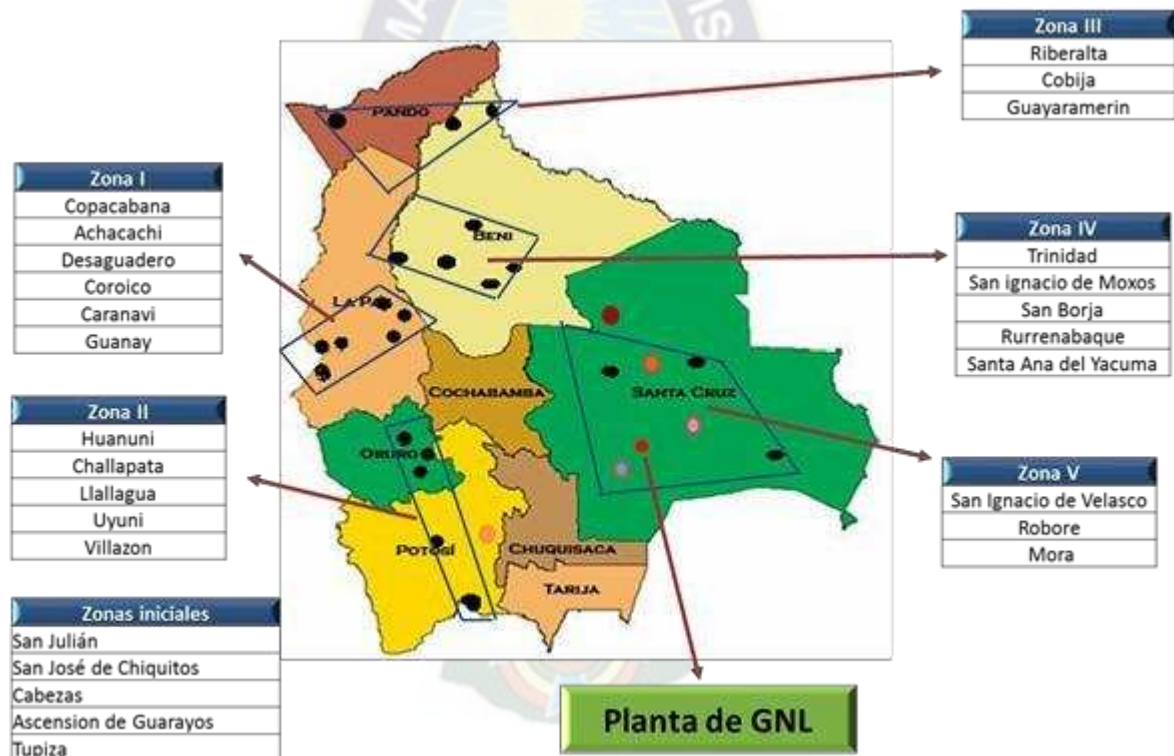 MA
IS
Zona III
Riberalta
Cobija
Guayaramerin
Zona I
Copacabana
Achacachi
Desaguadero
Coroico
Caranavi
Guanay
Zona IV
Trinidad
San ignacio de Moxos
San Borja
Rurrenabaque
Santa Ana del Yacuma
Zona II
Huanuni
Challapata
Llallagua
Uyuni
Villazon
Zona V
San Ignacio de Velasco
Robore
Mora
Zonas iniciales
San Julián
San José de Chiquitos
Cabezas
Ascension de Guarayos
Tupiza
PANDO
BENI
LA PAZ
COCHABAMBA
SANTA CRUZ
ORURO
POTOSÍ
CHUQUISACA
TARIJA
Planta de GNL